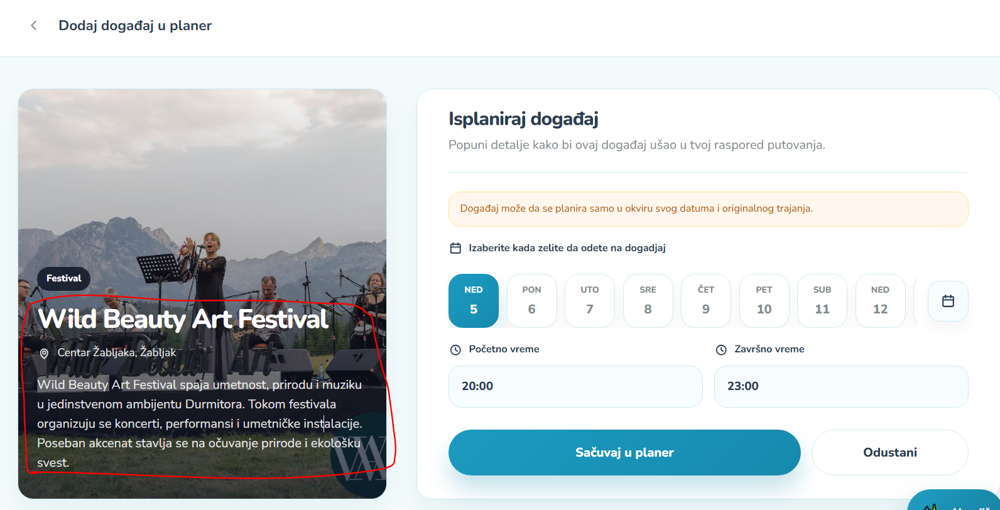 Dodaj događaj u planer
Festival
Wild Beauty Art Festival
Centar Žabljaka, Žabljak
Wild Beauty Art Festival spaja umetnost, prirodu i muziku
u jedinstvenom ambijentu Durmitora. Tokom festivala
organizuju se koncerti, performansi i umetničke instalacije.
Poseban akcenat stavlja se na očuvanje prirode i ekološku
svest.
Isplaniraj događaj
Popuni detalje kako bi ovaj događaj ušao u tvoj raspored putovanja.
Događaj može da se planira samo u okviru svog datuma i originalnog trajanja.
Izaberite kada zelite da odete na dogadjaj
NED PON UTO SRE ČET PET SUB NED
5 6 7 8 9 10 11 12
Početno vreme Završno vreme
20:00 23:00
Sačuvaj u planer Odustani